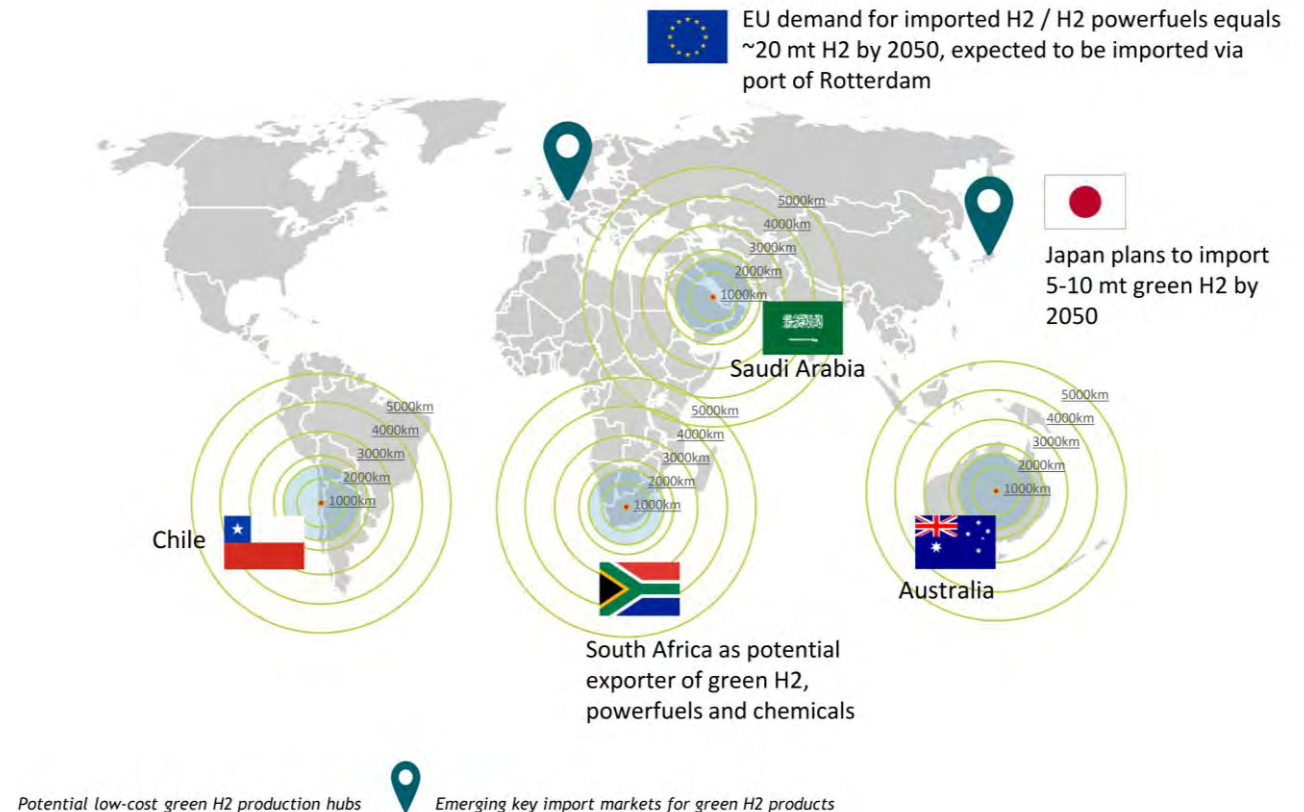 EU demand for imported H2 / H2 powerfuels equals
~20 mt H2 by 2050, expected to be imported via
port of Rotterdam
Japan plans to import
5-10 mt green H2 by
2050
5000km
4000km
3000km
2000km
1000km
Saudi Arabia
5000km
4000km
3000km
2000km
1000km
Chile
5000km
4000km
3000km
2000km
1000km
South Africa as potential
exporter of green H2,
powerfuels and chemicals
5000km
4000km
3000km
2000km
1000km
Australia
Potential low-cost green H2 production hubs
Emerging key import markets for green H2 products